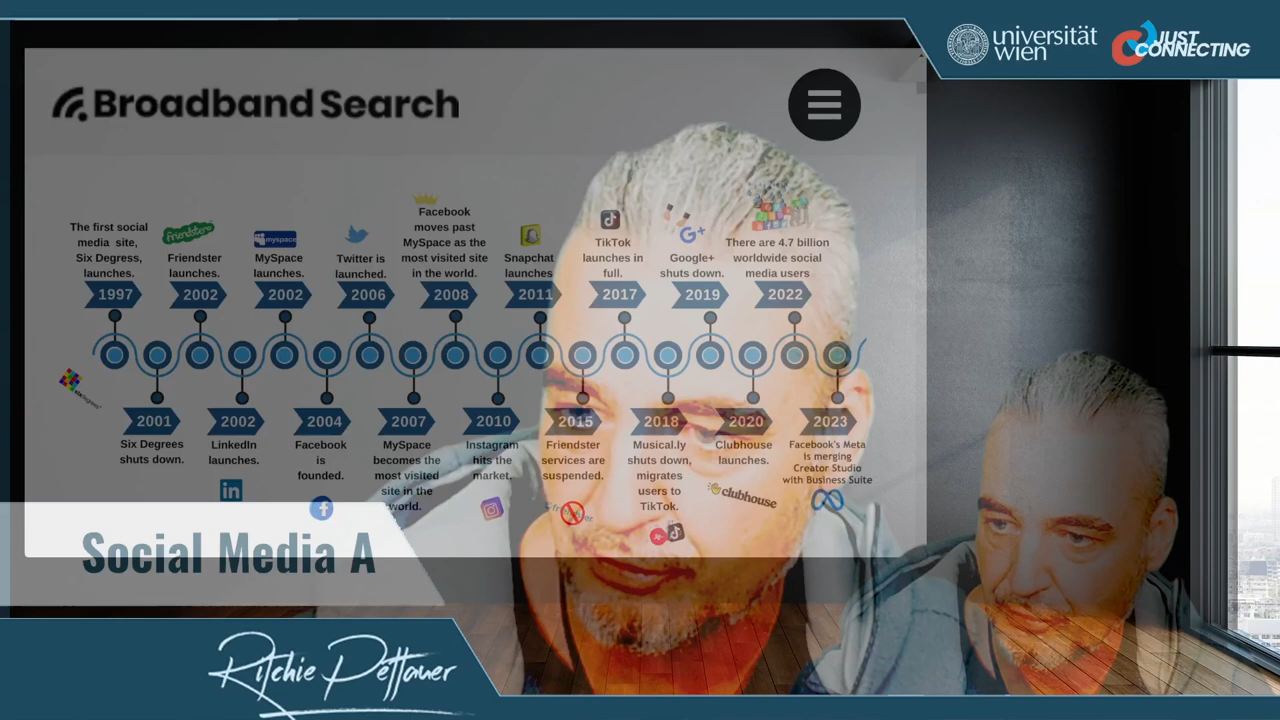 universität
wien
JUST
CONNECTING
Broadband Search
The first social
media site,
Six Degress,
launches.
1997
Friendster
Friendster
launches.
2002
myspace
MySpace
launches.
2002
Twitter is
launched.
2006
Facebook
moves past
MySpace as the
most visited site
in the world.
2008
Snapchat
launches
2011
TikTok
launches in
full.
2017
G+
Google+
shuts down.
2019
There are 4.7 billion
worldwide social
media users
2022
2001
Six Degrees
shuts down.
2002
LinkedIn
launches.
in
2004
Facebook
is
founded.
f
2007
MySpace
becomes the
most visited
site in the
world.
2010
Instagram
hits the
market.
2015
Friendster
services are
suspended.
2018
Musical.ly
shuts down,
migrates
users to
TikTok.
2020
Clubhouse
launches.
clubhouse
2023
Facebook's Meta
is merging
Creator Studio
with Business Suite
Social Media A
Ritchie Pettauer